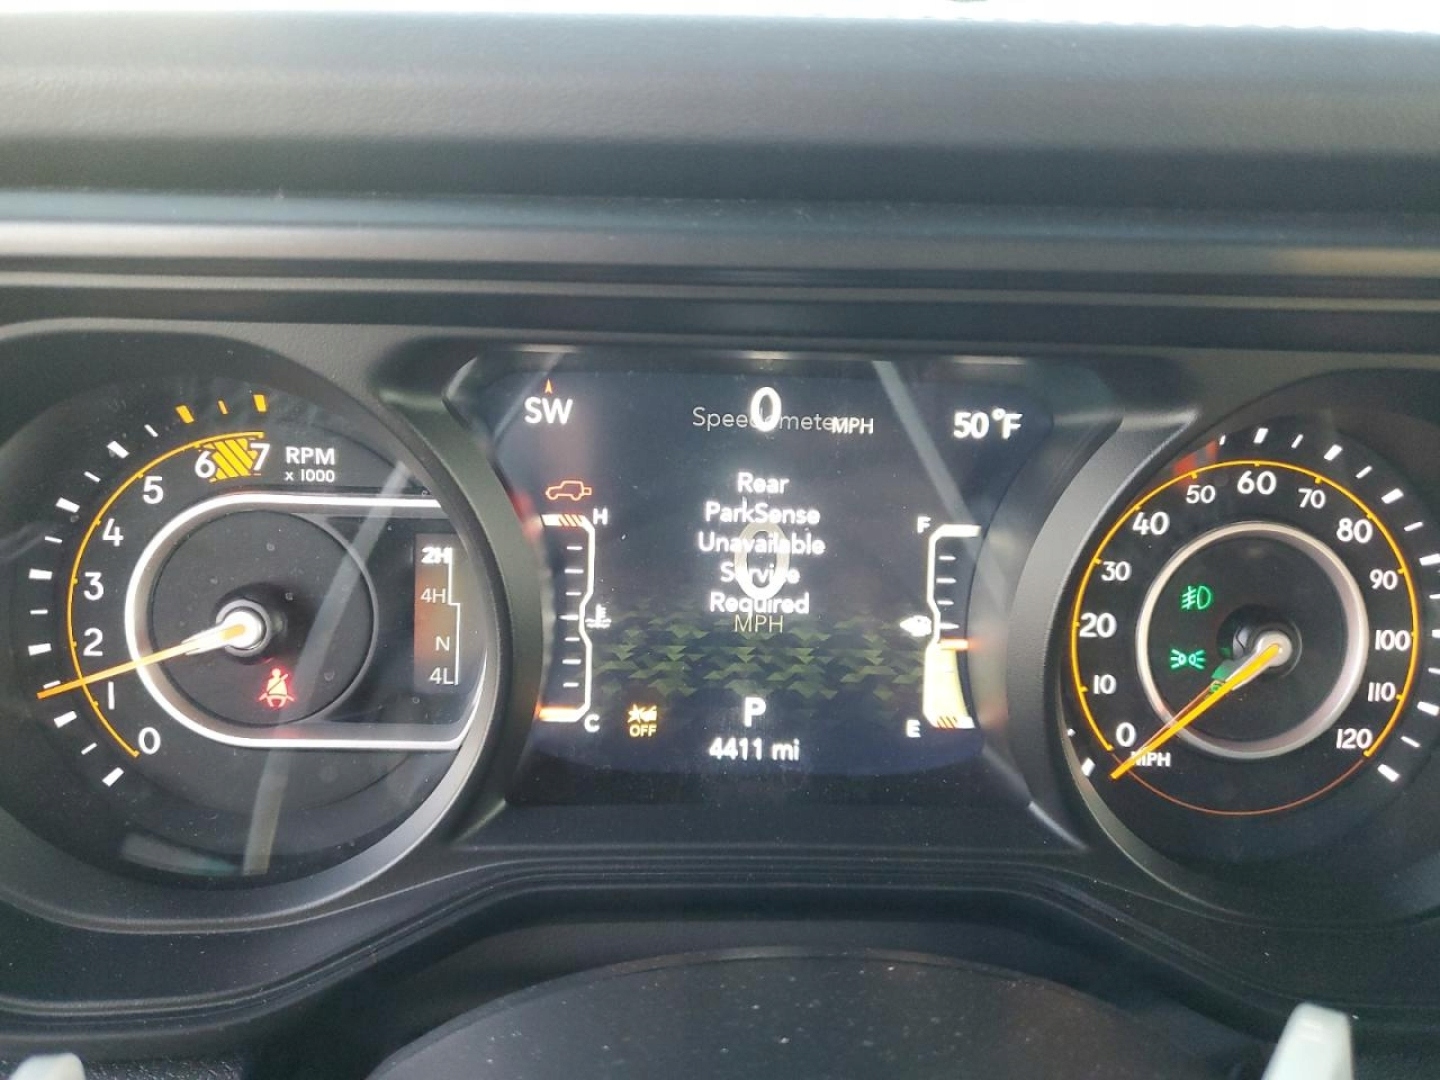 0
1
2
3
4
5
6
7
RPM
x 1000
2H
4H
N
4L
SW
Speedometer
0 MPH
50°F
Rear
ParkSense
Unavailable
Service
Required
0
MPH
H
C
F
E
OFF
P
4411 mi
0
10
20
30
40
50
60
70
80
90
100
110
120
MPH